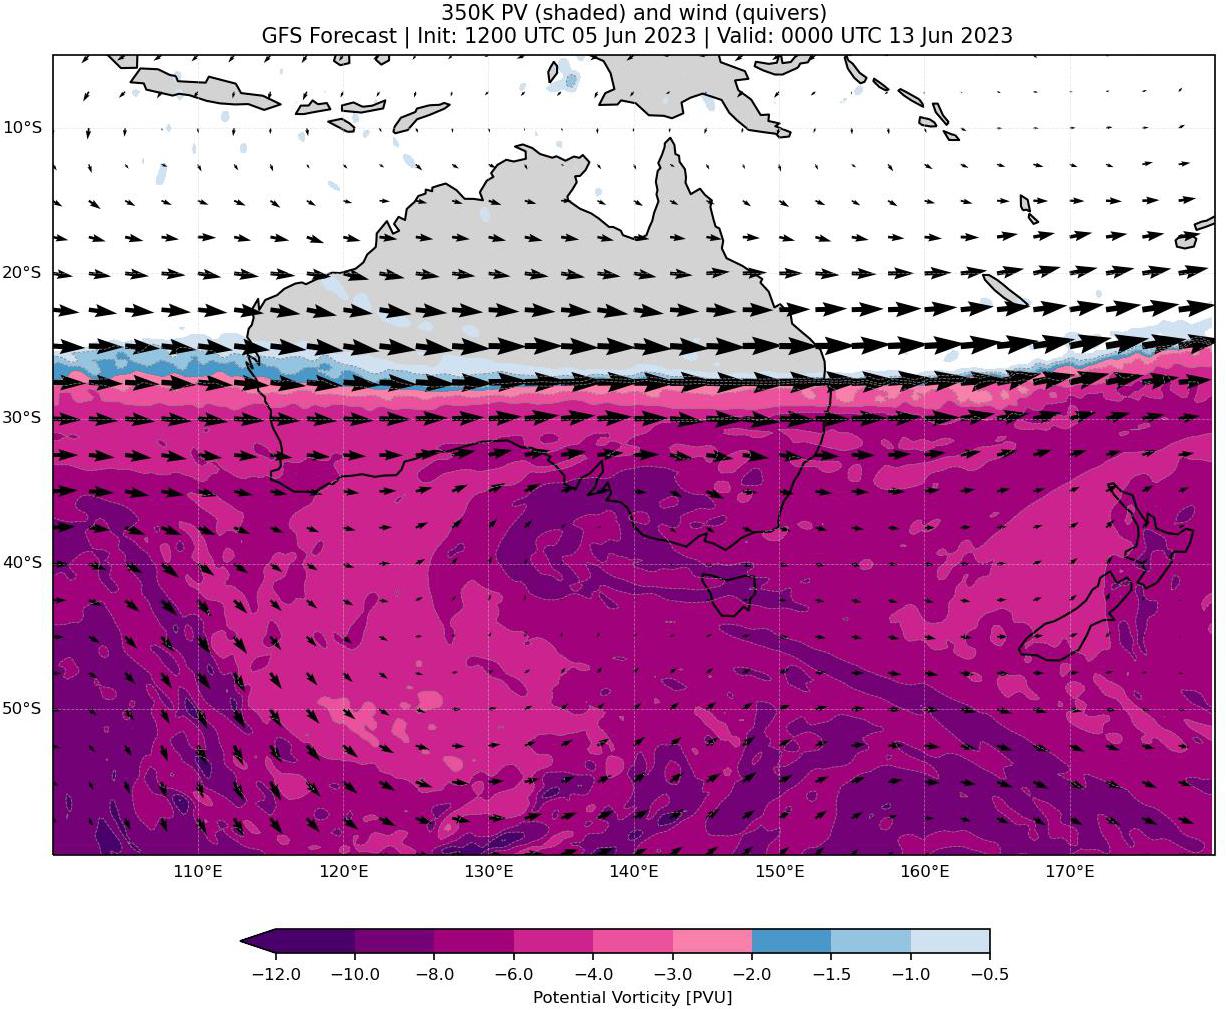 350K PV (shaded) and wind (quivers)
GFS Forecast | Init: 1200 UTC 05 Jun 2023 | Valid: 0000 UTC 13 Jun 2023
10°S
20°S
30°S
40°S
50°S
110°E 120°E 130°E 140°E 150°E 160°E 170°E
−12.0 −10.0 −8.0 −6.0 −4.0 −3.0 −2.0 −1.5 −1.0 −0.5
Potential Vorticity [PVU]